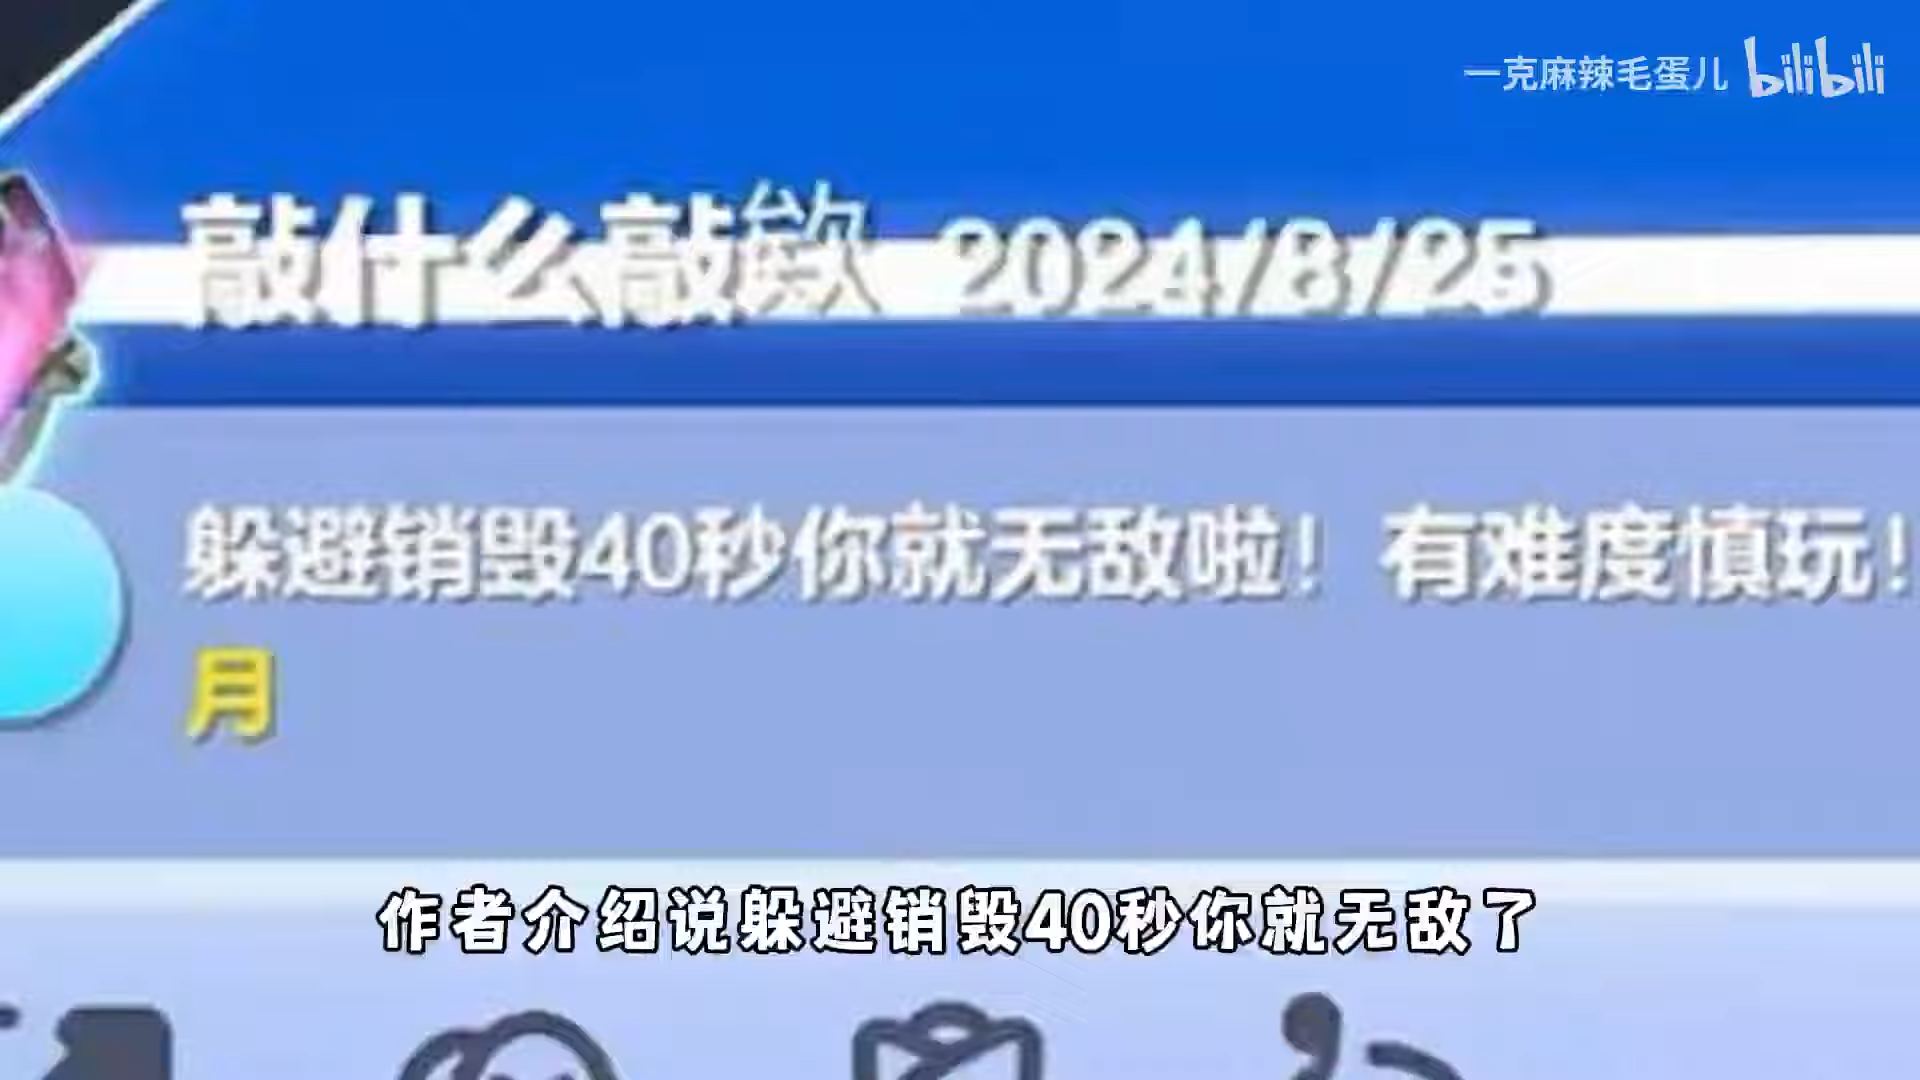 一克麻辣毛蛋儿 bilibili
敲什么敲 2024/8/25
躲避销毁40秒你就无敌啦！有难度慎玩！
月
作者介绍说躲避销毁40秒你就无敌了